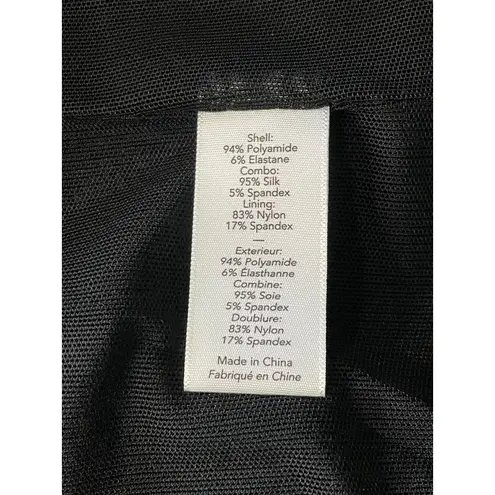 Shell:
94% Polyamide
6% Elastane
Combo:
95% Silk
5% Spandex
Lining:
83% Nylon
17% Spandex
—
Exterieur:
94% Polyamide
6% Élasthanne
Combine:
95% Soie
5% Spandex
Doublure:
83% Nylon
17% Spandex
Made in China
Fabriqué en Chine